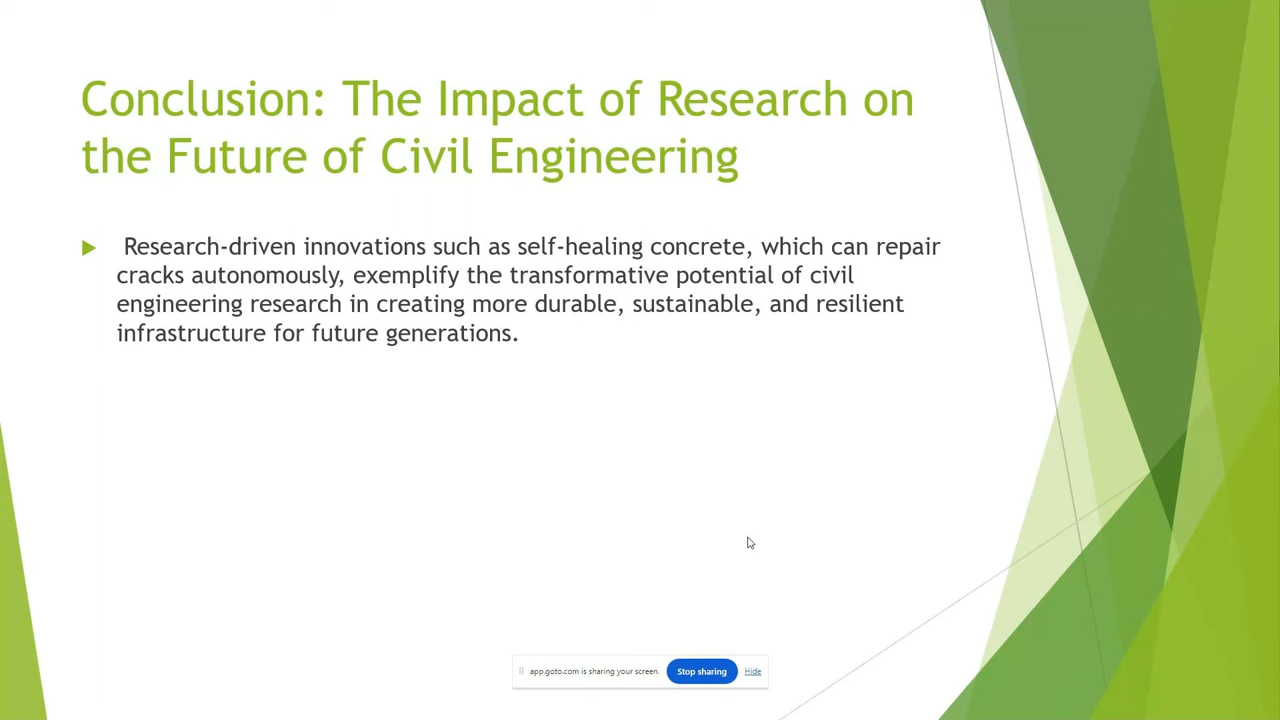 Conclusion: The Impact of Research on
the Future of Civil Engineering
Research-driven innovations such as self-healing concrete, which can repair
cracks autonomously, exemplify the transformative potential of civil
engineering research in creating more durable, sustainable, and resilient
infrastructure for future generations.
app.goto.com is sharing your screen. Stop sharing Hide